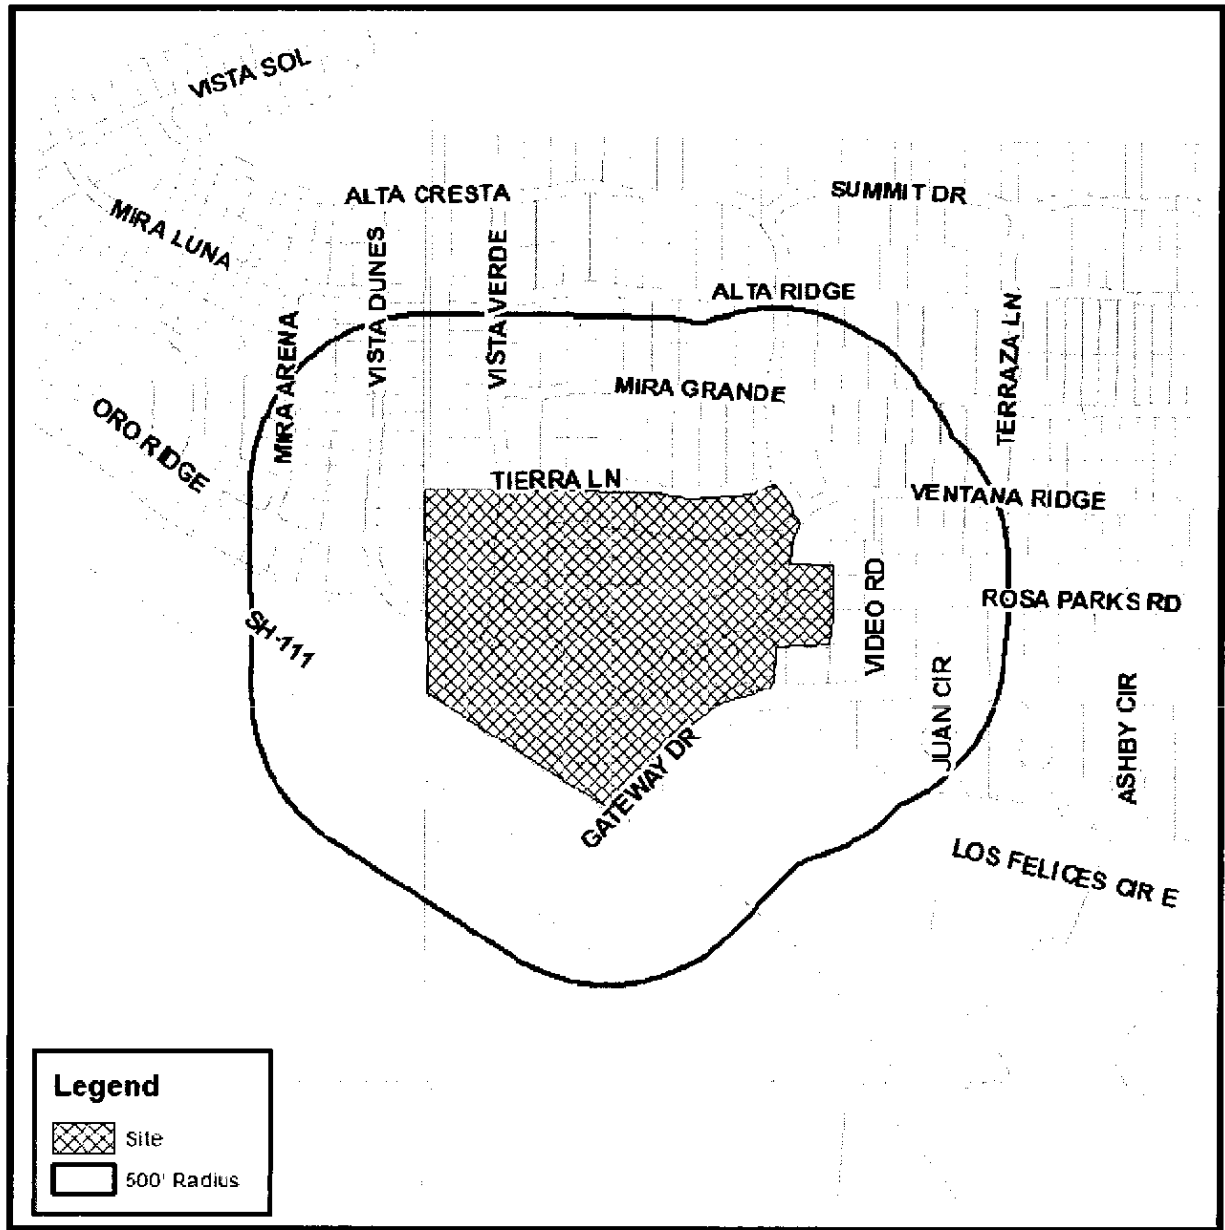 VISTA SOL
ALTA CRESTA
SUMMIT DR
MIRA LUNA
VISTA DUNES
VISTA VERDE
ALTA RIDGE
MIRA ARENA
TERRAZA LN
MIRA GRANDE
ORO RIDGE
TIERRA LN
VENTANA RIDGE
ROSA PARKS RD
VIDEO RD
SH-111
JUAN CIR
ASHBY CIR
GATEWAY DR
LOS FELICES CIR E
Legend
Site
500' Radius